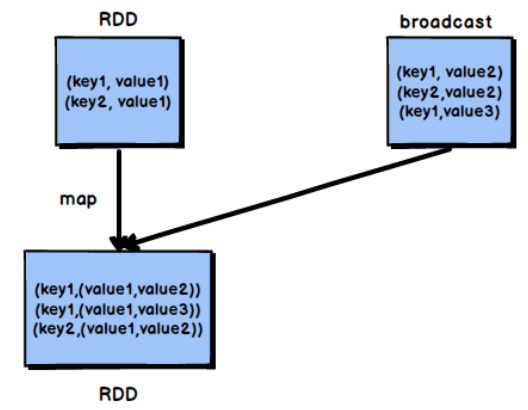 RDD
broadcast
(key1, value1)
(key2, value1)
(key1, value2)
(key2,value2)
(key1,value3)
map
(key1,(value1,value2))
(key1,(value1,value3))
(key2,(value1,value2))
RDD